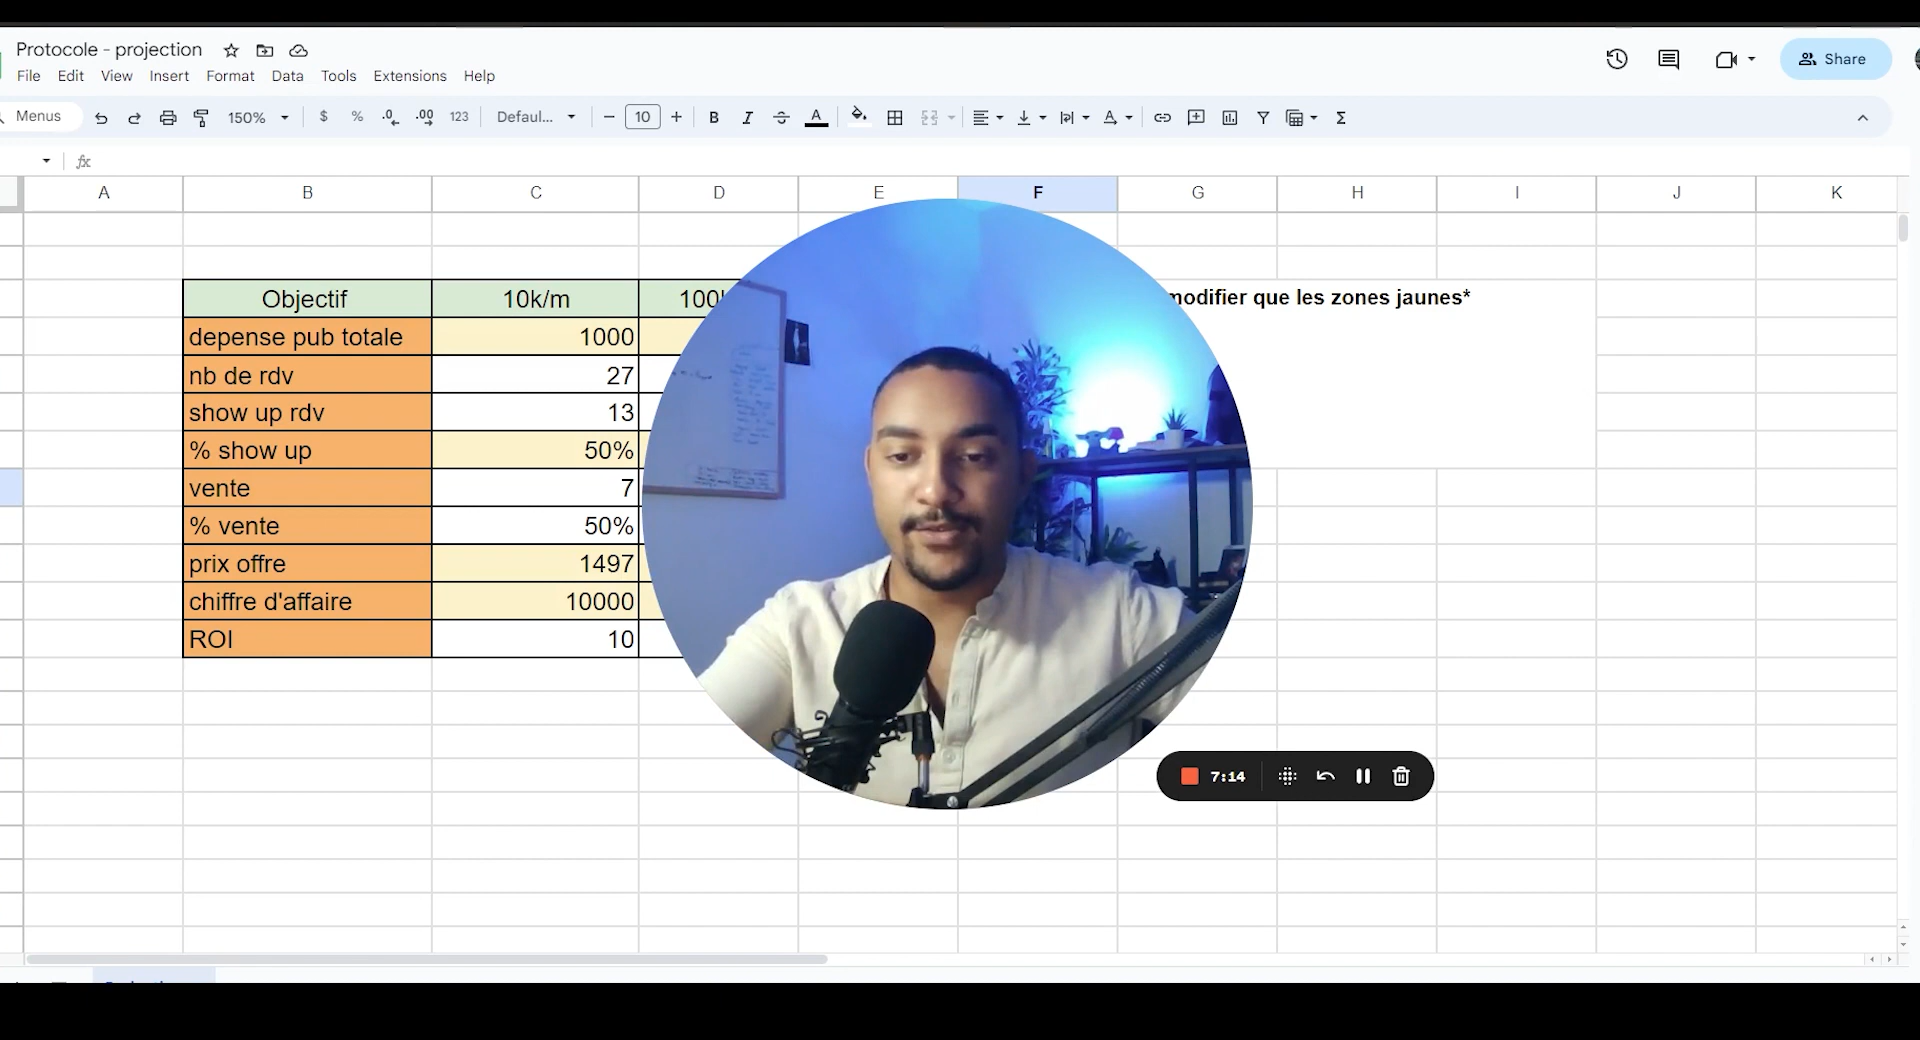 Protocole - projection
File Edit View Insert Format Data Tools Extensions Help
Share
Menus 150% $ % .0 .00 123 Defaul... 10 B I A Σ
fx
A B C D E F G H I J K
Objectif 10k/m
modifier que les zones jaunes*
depense pub totale 1000
nb de rdv 27
show up rdv 13
% show up 50%
vente 7
% vente 50%
prix offre 1497
chiffre d'affaire 10000
ROI 10
7:14